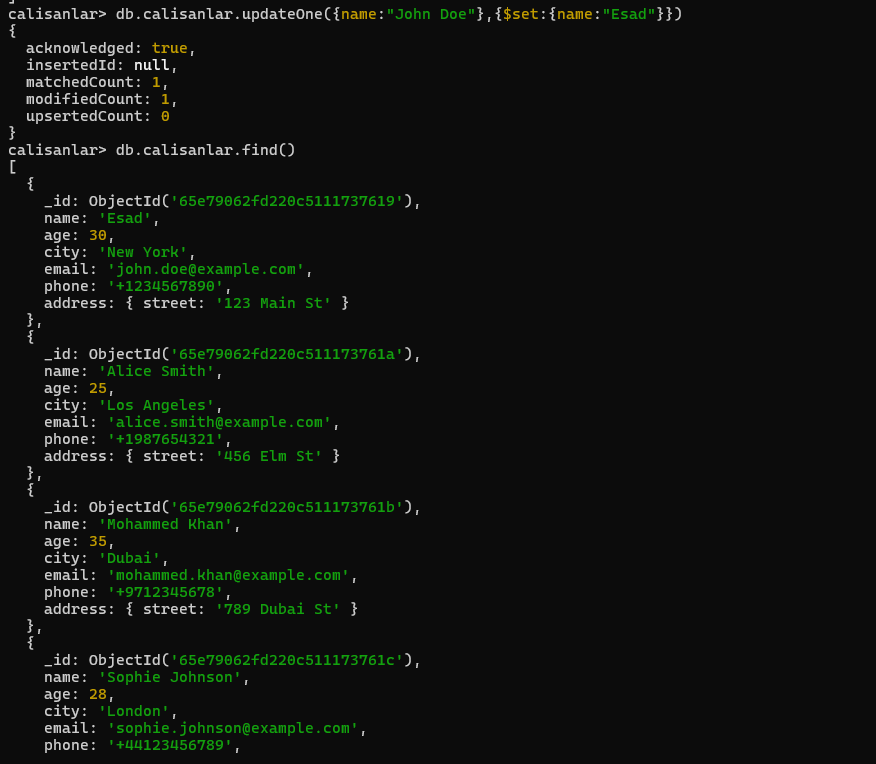 calisanlar> db.calisanlar.updateOne({name:"John Doe"},{$set:{name:"Esad"}})
{
  acknowledged: true,
  insertedId: null,
  matchedCount: 1,
  modifiedCount: 1,
  upsertedCount: 0
}
calisanlar> db.calisanlar.find()
[
  {
    _id: ObjectId('65e79062fd220c5111737619'),
    name: 'Esad',
    age: 30,
    city: 'New York',
    email: 'john.doe@example.com',
    phone: '+1234567890',
    address: { street: '123 Main St' }
  },
  {
    _id: ObjectId('65e79062fd220c511173761a'),
    name: 'Alice Smith',
    age: 25,
    city: 'Los Angeles',
    email: 'alice.smith@example.com',
    phone: '+1987654321',
    address: { street: '456 Elm St' }
  },
  {
    _id: ObjectId('65e79062fd220c511173761b'),
    name: 'Mohammed Khan',
    age: 35,
    city: 'Dubai',
    email: 'mohammed.khan@example.com',
    phone: '+9712345678',
    address: { street: '789 Dubai St' }
  },
  {
    _id: ObjectId('65e79062fd220c511173761c'),
    name: 'Sophie Johnson',
    age: 28,
    city: 'London',
    email: 'sophie.johnson@example.com',
    phone: '+44123456789',